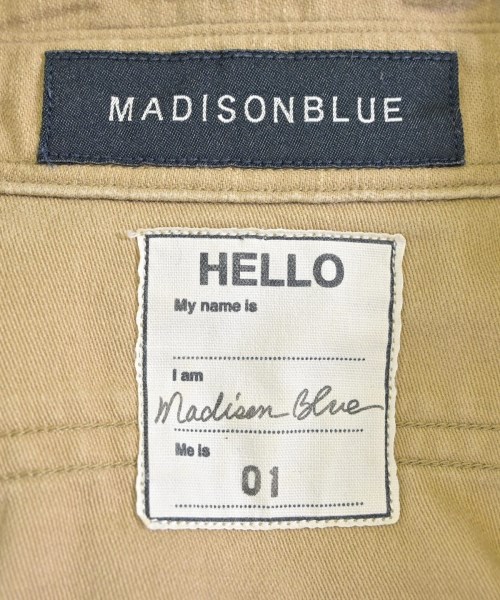 MADISONBLUE
HELLO
My name is
I am
Madison Blue
Me is
01